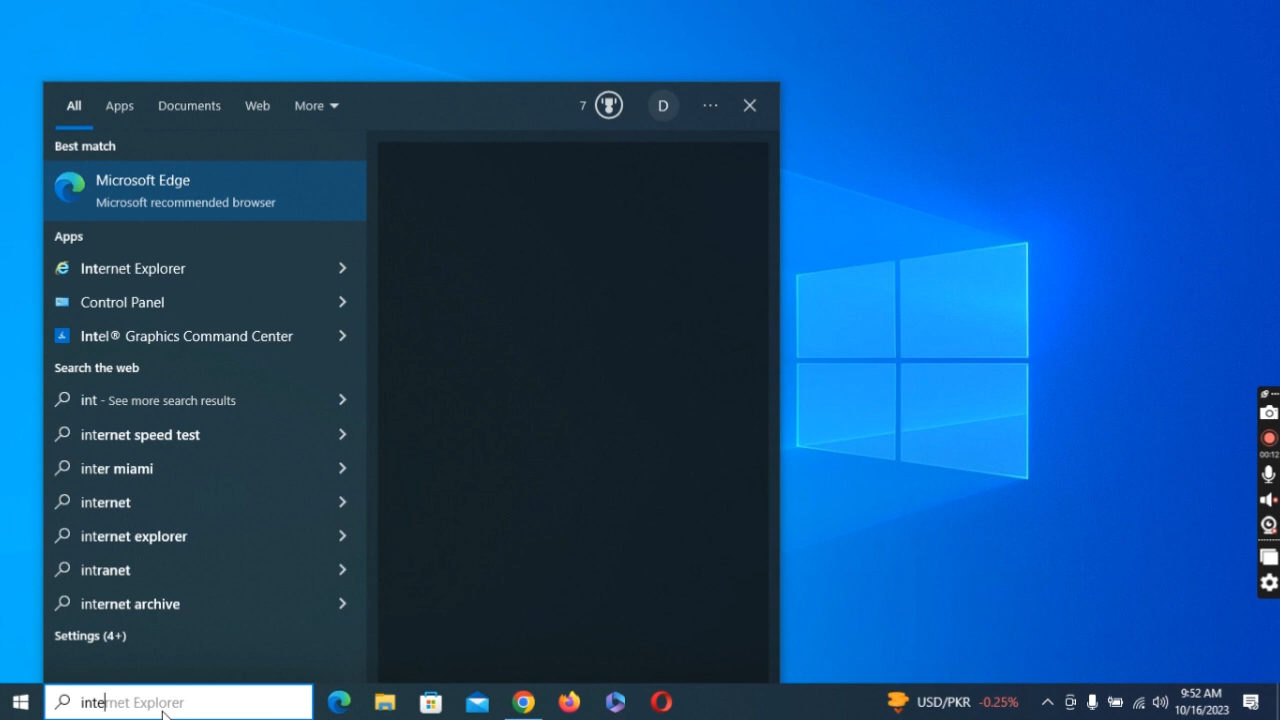 All Apps Documents Web More 7 D ...
Best match
Microsoft Edge
Microsoft recommended browser
Apps
Internet Explorer
Control Panel
Intel® Graphics Command Center
Search the web
int - See more search results
internet speed test
inter miami
internet
internet explorer
intranet
internet archive
Settings (4+)
00:12
internet Explorer
USD/PKR -0.25%
9:52 AM
10/16/2023